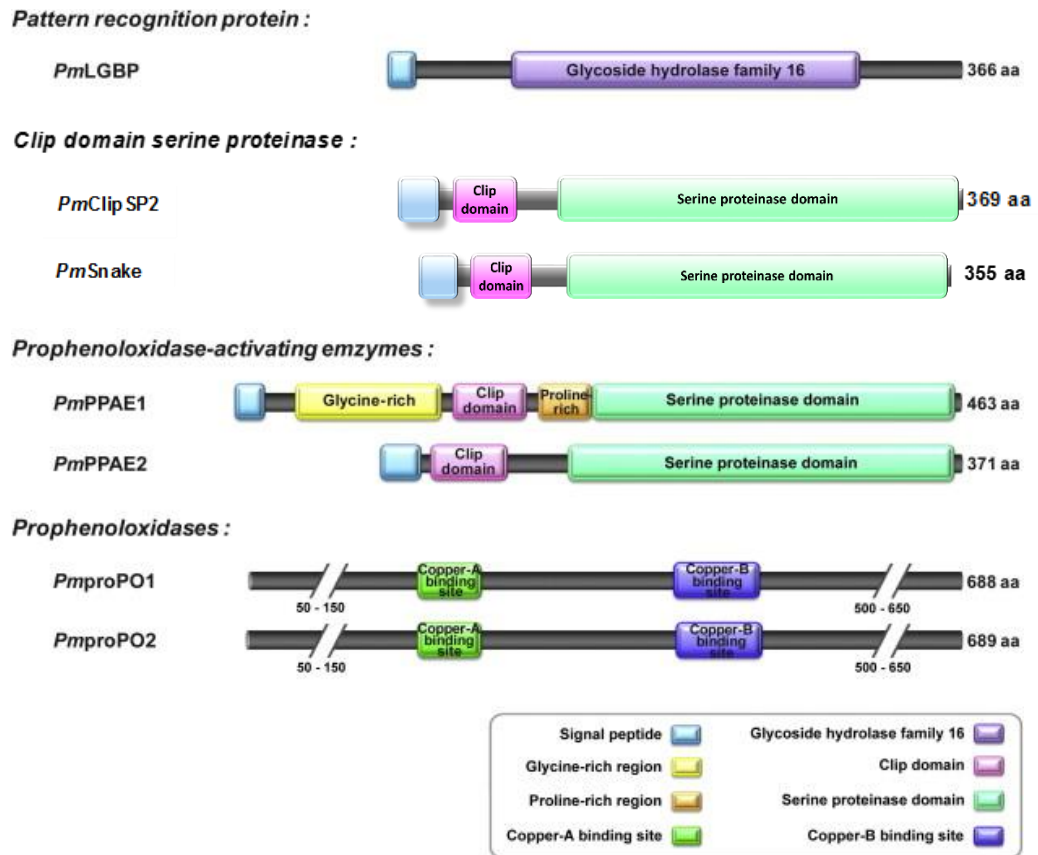 Pattern recognition protein :
PmLGBP
Glycoside hydrolase family 16
366 aa
Clip domain serine proteinase :
PmClipSP2
Clip
domain
Serine proteinase domain
369 aa
PmSnake
Clip
domain
Serine proteinase domain
355 aa
Prophenoloxidase-activating emzymes :
PmPPAE1
Glycine-rich
Clip
domain
Proline-
rich
Serine proteinase domain
463 aa
PmPPAE2
Clip
domain
Serine proteinase domain
371 aa
Prophenoloxidases :
PmproPO1
Copper-A
binding
site
Copper-B
binding
site
688 aa
50 - 150
500 - 650
PmproPO2
Copper-A
binding
site
Copper-B
binding
site
689 aa
50 - 150
500 - 650
Signal peptide
Glycoside hydrolase family 16
Glycine-rich region
Clip domain
Proline-rich region
Serine proteinase domain
Copper-A binding site
Copper-B binding site